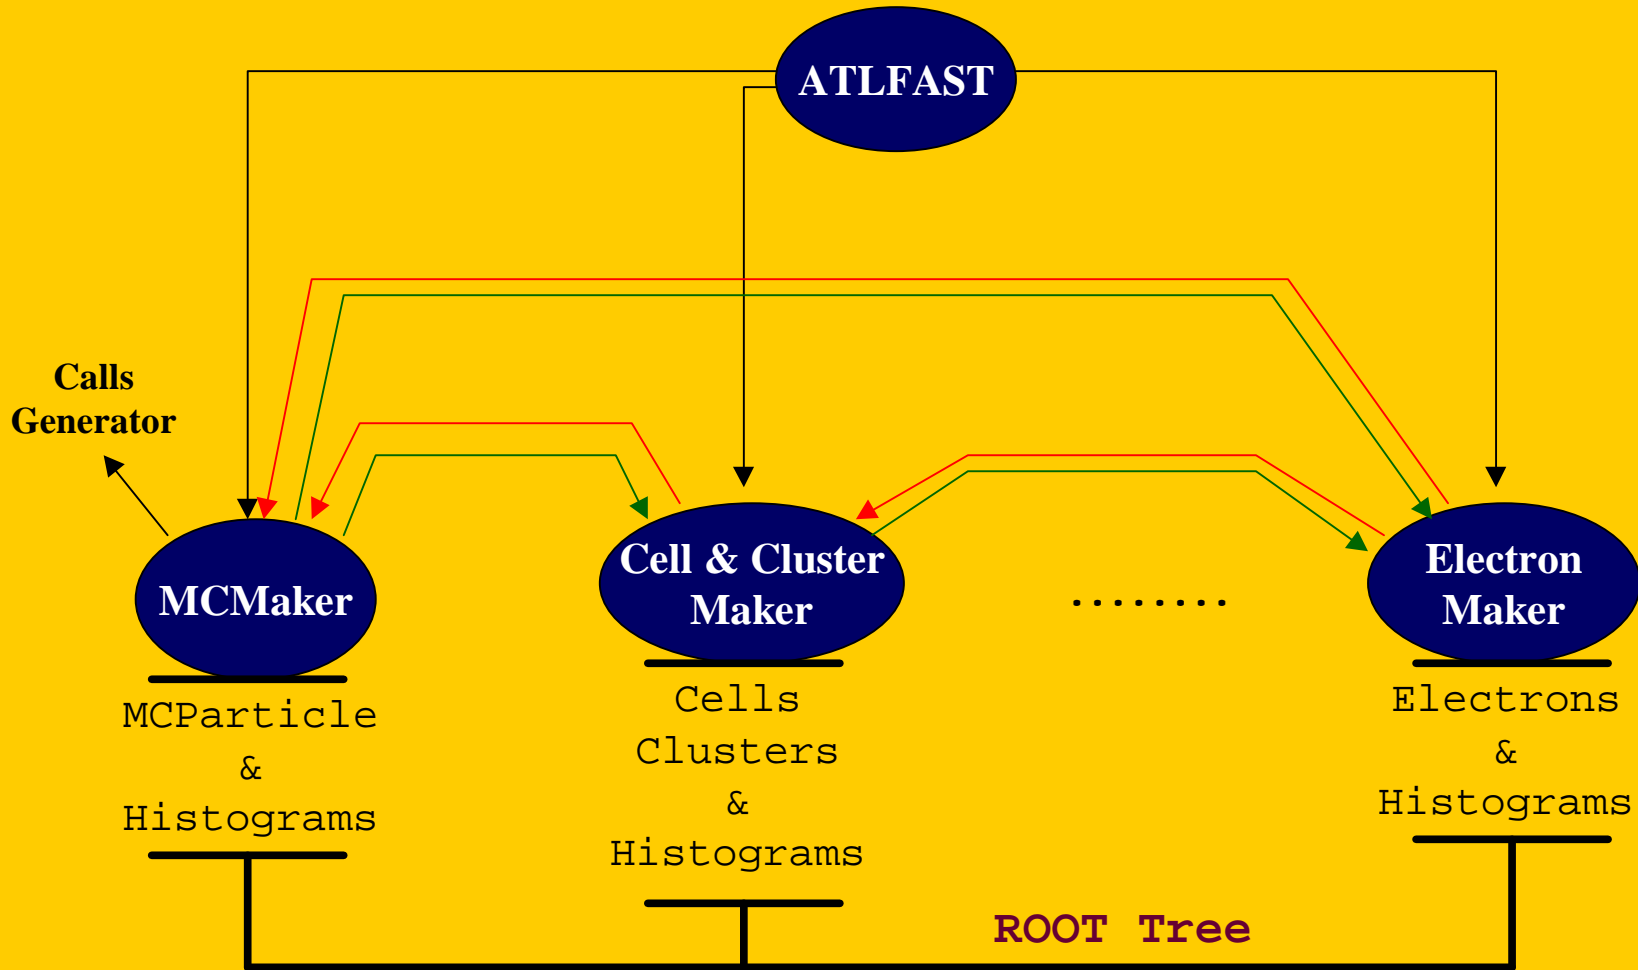 ATLFAST
Calls
Generator
MCMaker
Cell & Cluster
Maker
........
Electron
Maker
MCParticle
&
Histograms
Cells
Clusters
&
Histograms
Electrons
&
Histograms
ROOT Tree